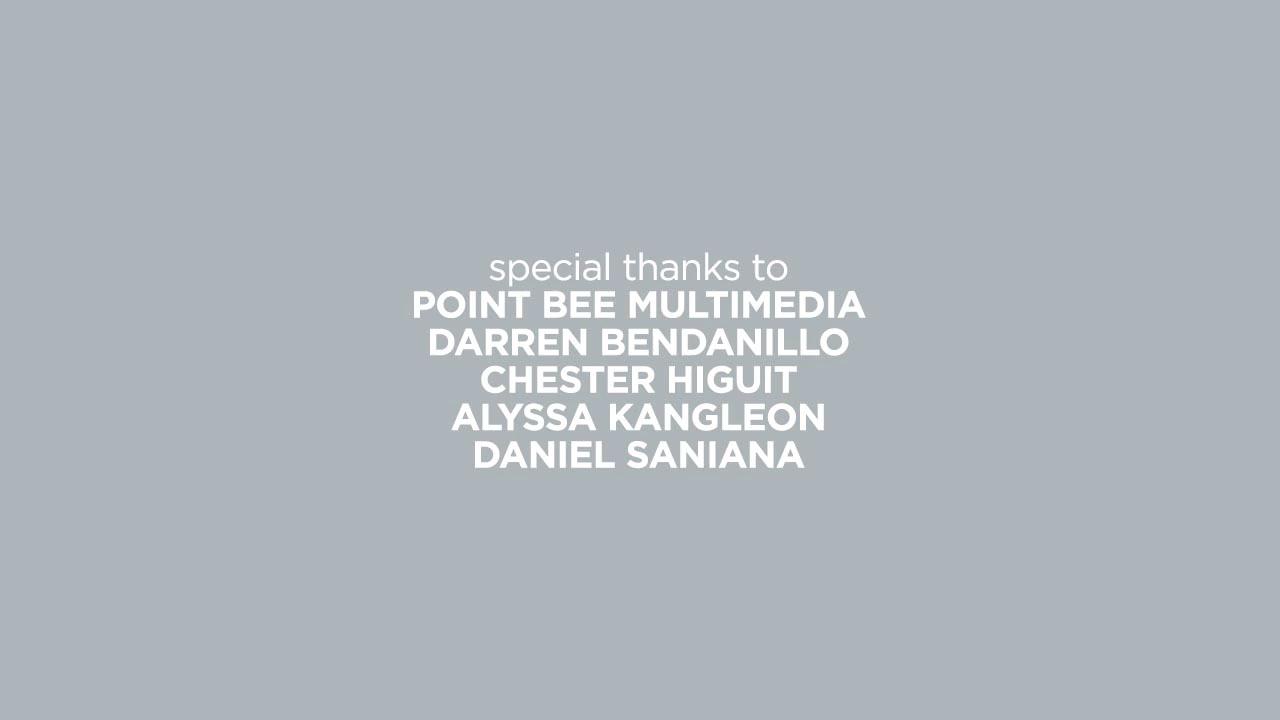 special thanks to
POINT BEE MULTIMEDIA
DARREN BENDANILLO
CHESTER HIGUIT
ALYSSA KANGLEON
DANIEL SANIANA